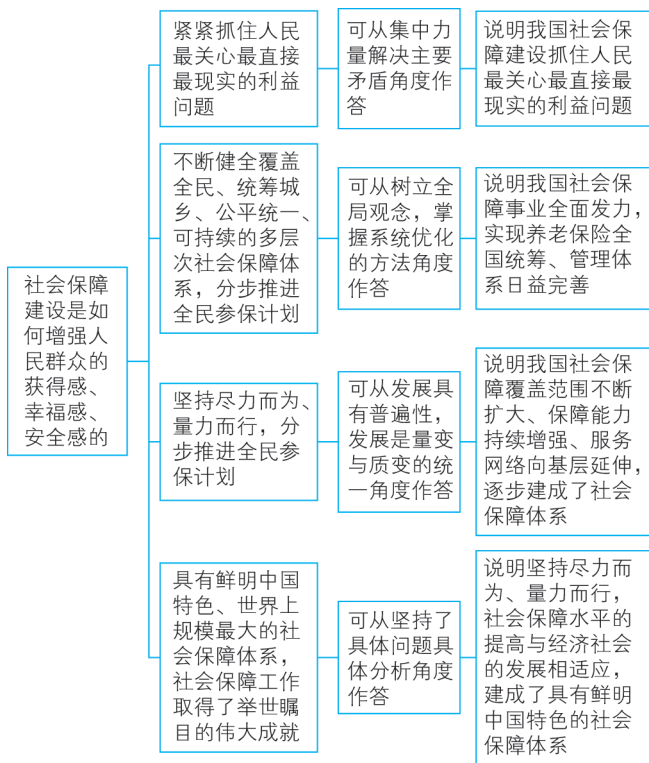 社会保障
建设是如
何增强人
民群众的
获得感、
幸福感、
安全感的
紧紧抓住人民
最关心最直接
最现实的利益
问题
可从集中力
量解决主要
矛盾角度作
答
说明我国社会保
障建设抓住人民
最关心最直接最
现实的利益问题
不断健全覆盖
全民、统筹城
乡、公平统一、
可持续的多层
次社会保障体
系，分步推进
全民参保计划
可从树立全
局观念，掌
握系统优化
的方法角度
作答
说明我国社会保
障事业全面发力，
实现养老保险全
国统筹、管理体
系日益完善
坚持尽力而为、
量力而行，分
步推进全民参
保计划
可从发展具
有普遍性，
发展是量变
与质变的统
一角度作答
说明我国社会保
障覆盖范围不断
扩大、保障能力
持续增强、服务
网络向基层延伸，
逐步建成了社会
保障体系
具有鲜明中国
特色、世界上
规模最大的社
会保障体系，
社会保障工作
取得了举世瞩
目的伟大成就
可从坚持了
具体问题具
体分析角度
作答
说明坚持尽力而
为、量力而行，
社会保障水平的
提高与经济社会
的发展相适应，
建成了具有鲜明
中国特色的社会
保障体系